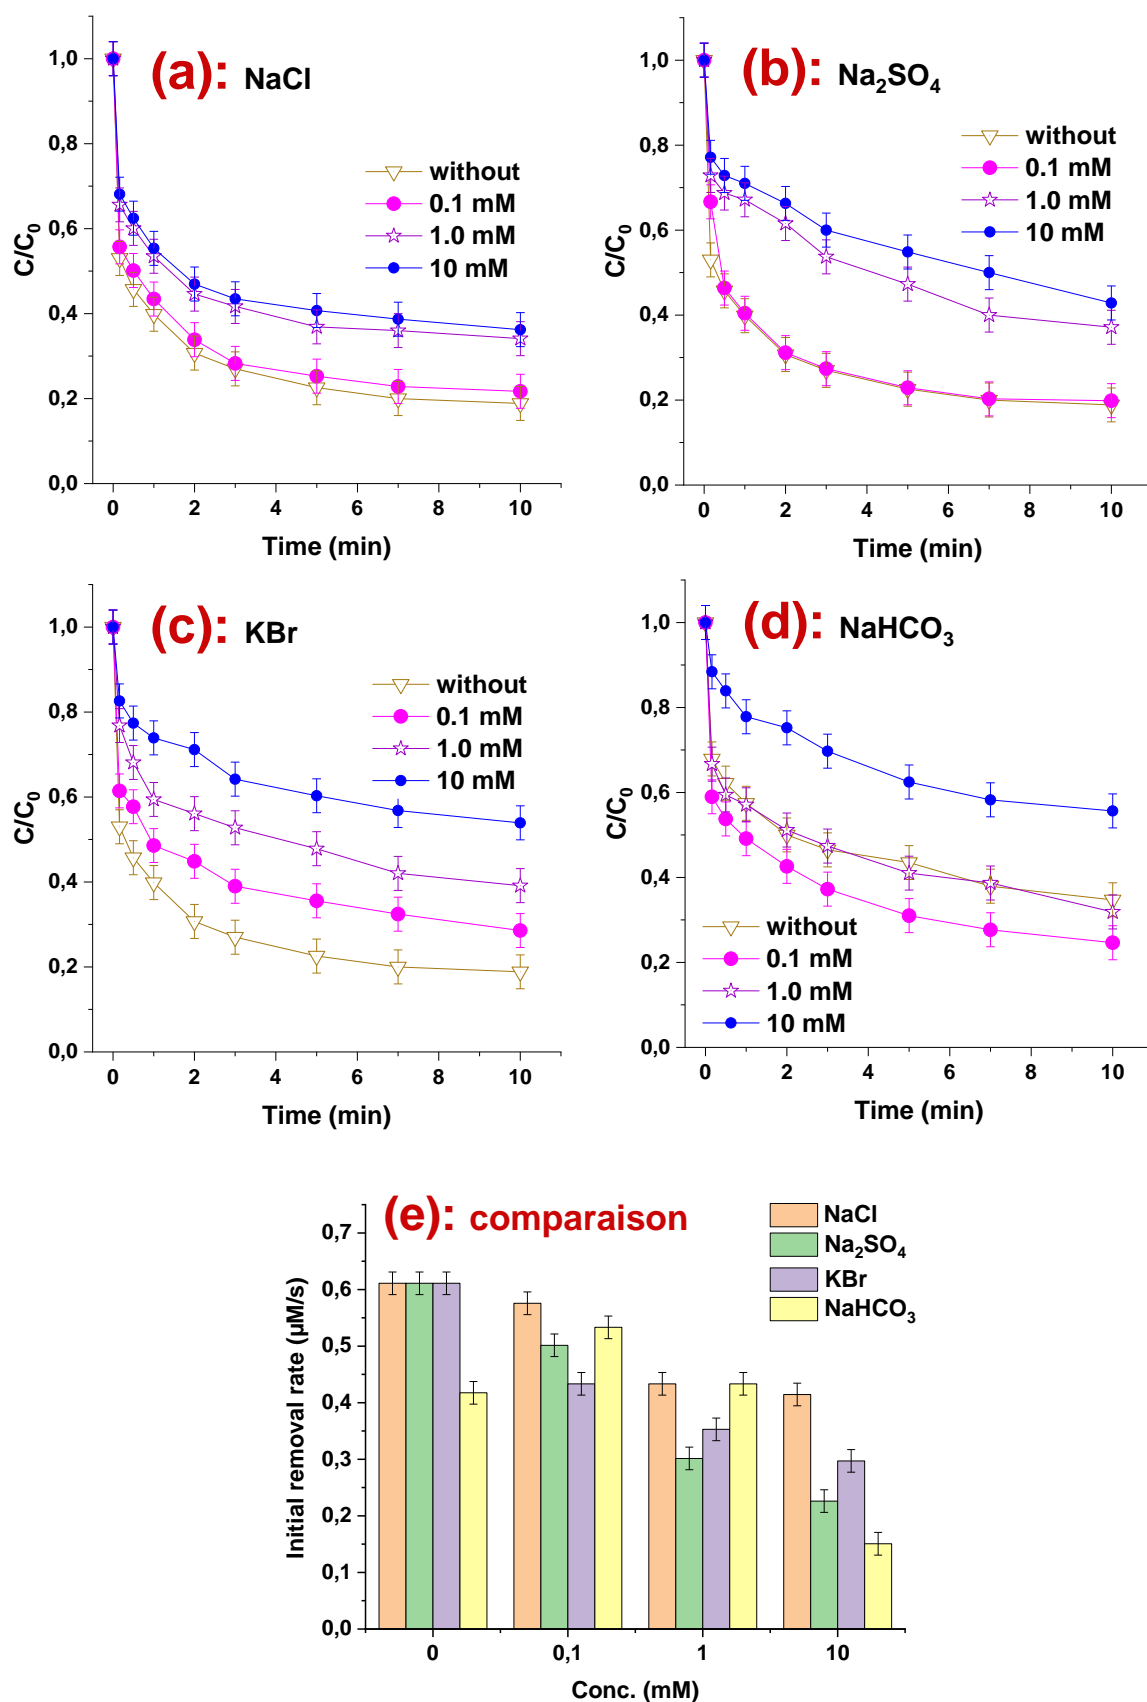 (a): NaCl
1,0
0,8
0,6
0,4
0,2
0,0
C/C0
without
0.1 mM
1.0 mM
10 mM
0 2 4 6 8 10
Time (min)
(b): Na2SO4
1,0
0,8
0,6
0,4
0,2
0,0
C/C0
without
0.1 mM
1.0 mM
10 mM
0 2 4 6 8 10
Time (min)
(c): KBr
1,0
0,8
0,6
0,4
0,2
0,0
C/C0
without
0.1 mM
1.0 mM
10 mM
0 2 4 6 8 10
Time (min)
(d): NaHCO3
1,0
0,8
0,6
0,4
0,2
0,0
C/C0
without
0.1 mM
1.0 mM
10 mM
0 2 4 6 8 10
Time (min)
(e): comparaison
NaCl
Na2SO4
KBr
NaHCO3
0,7
0,6
0,5
0,4
0,3
0,2
0,1
0,0
Initial removal rate (µM/s)
0 0,1 1 10
Conc. (mM)